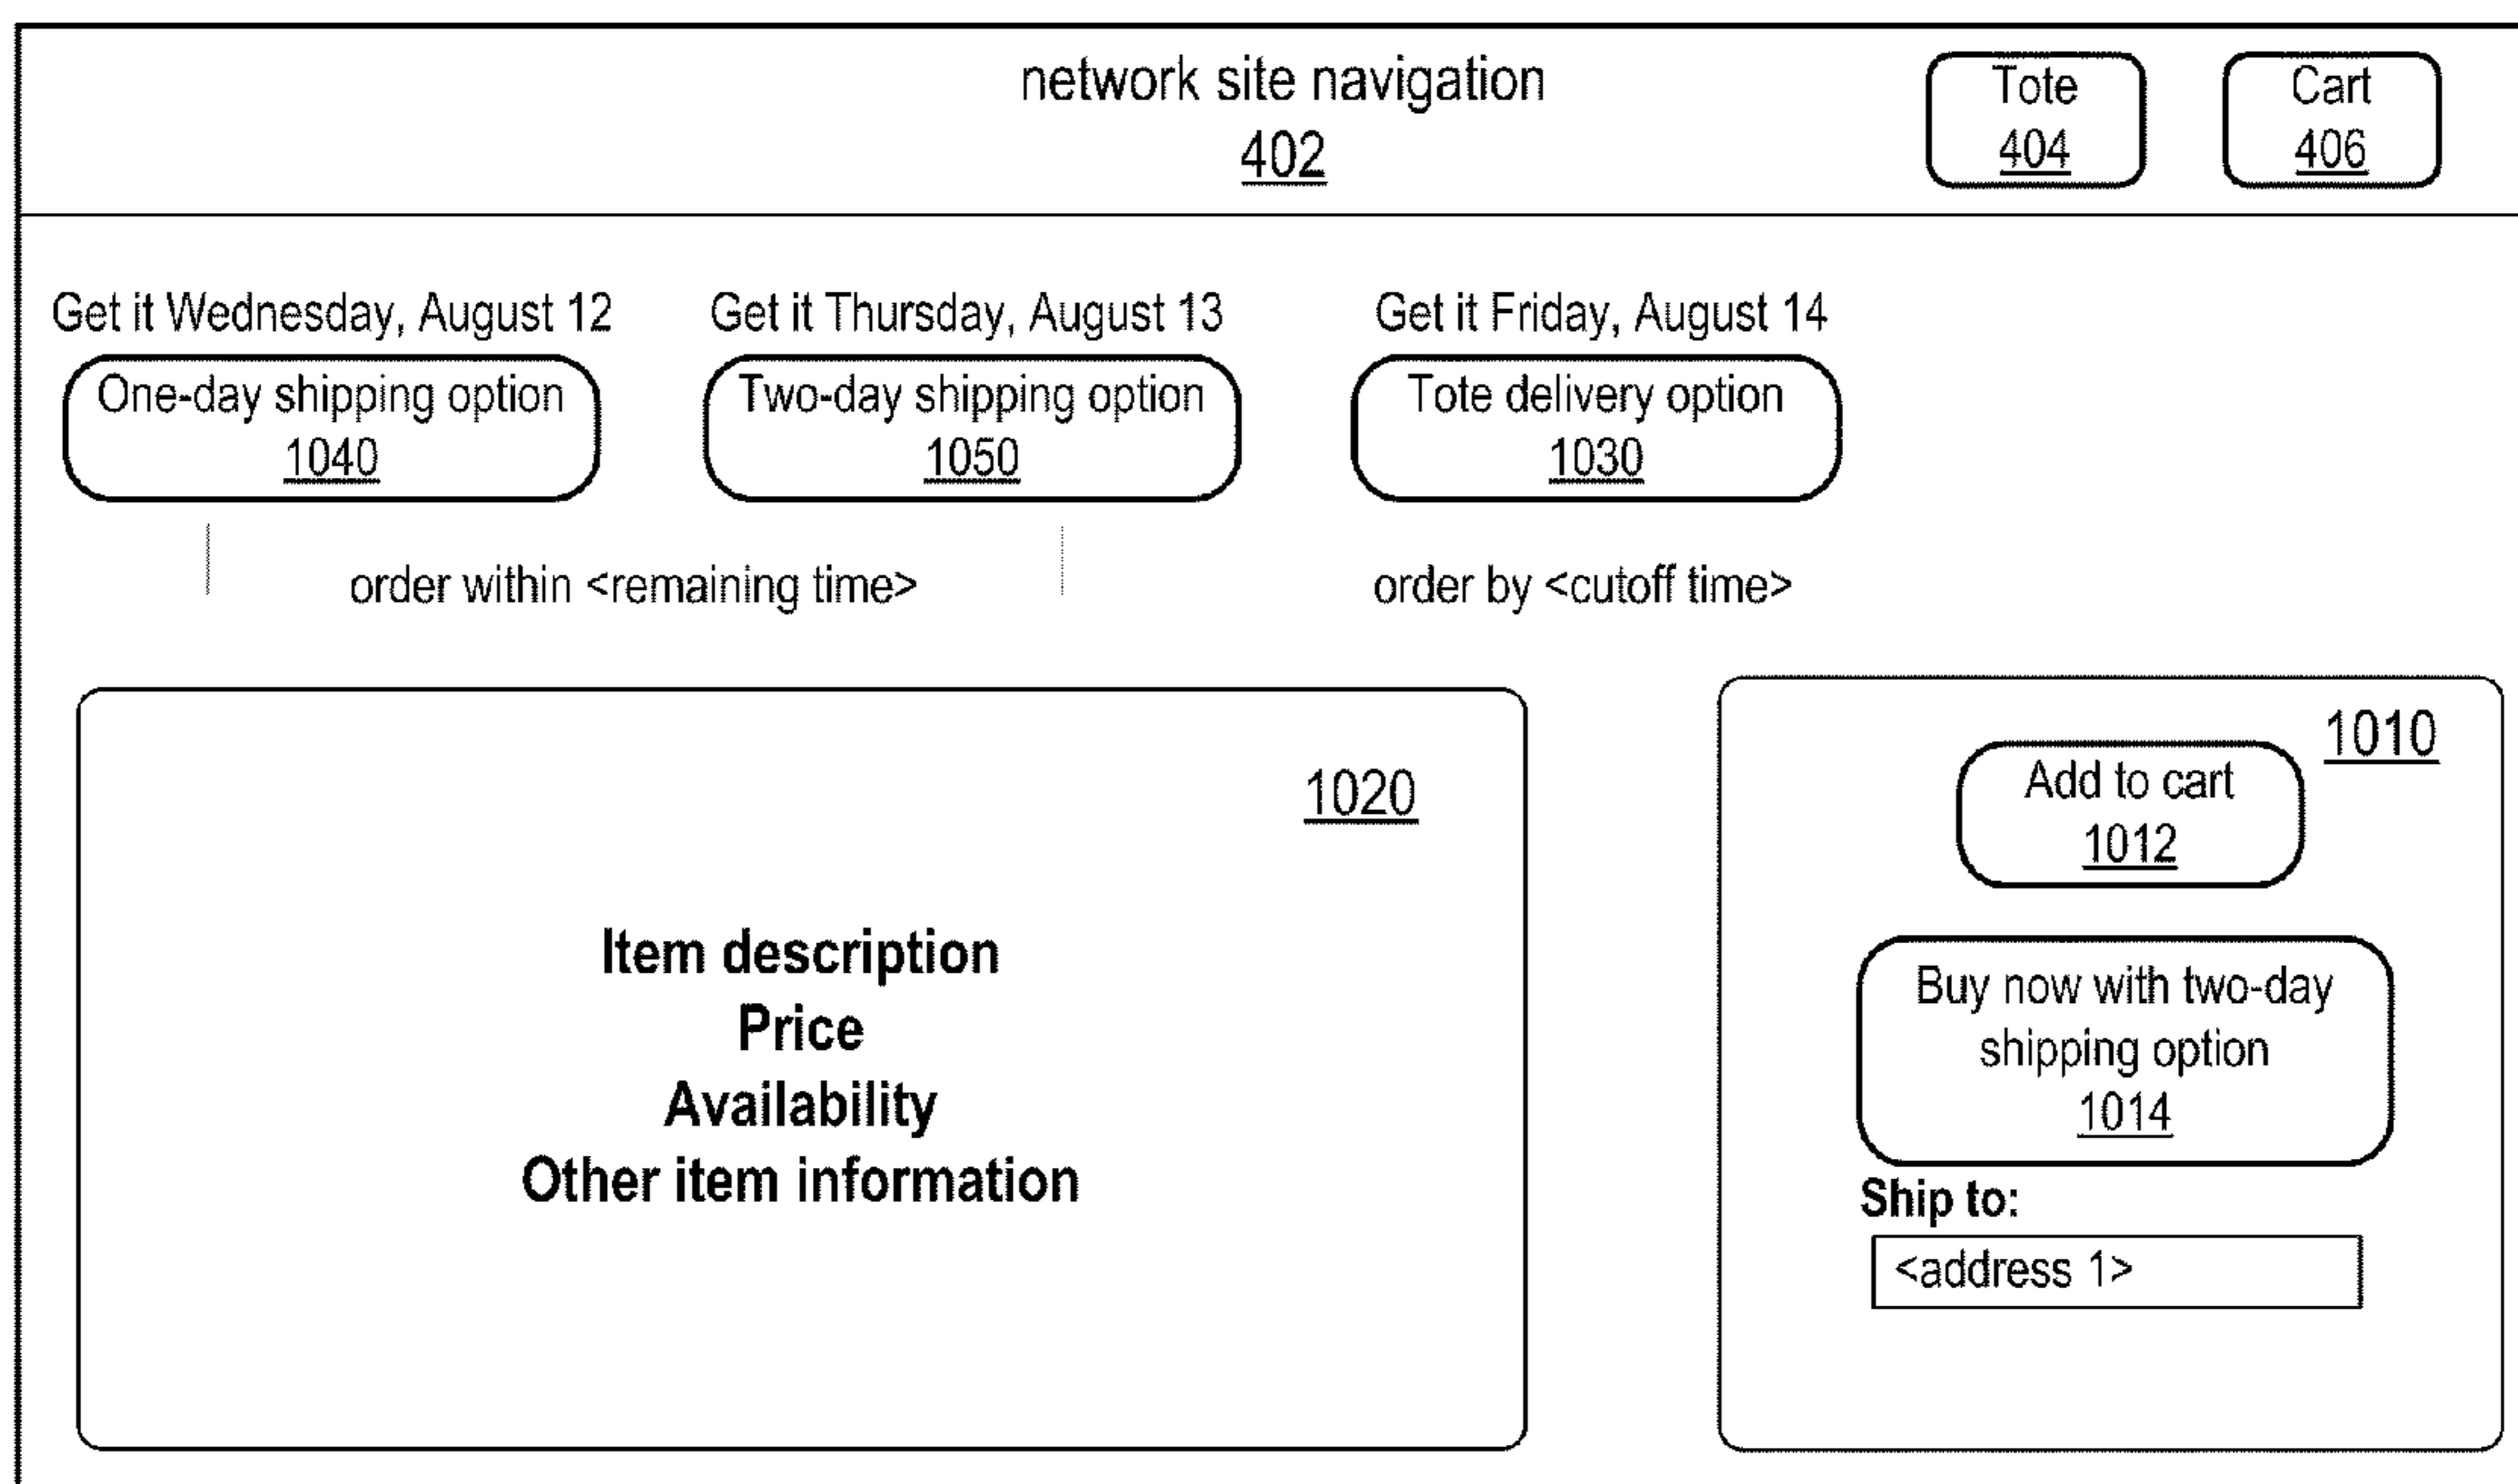 network site navigation
402
Tote
404
Cart
406
Get it Wednesday, August 12
Get it Thursday, August 13
Get it Friday, August 14
One-day shipping option
1040
Two-day shipping option
1050
Tote delivery option
1030
order within <remaining time>
order by <cutoff time>
1020
Item description
Price
Availability
Other item information
1010
Add to cart
1012
Buy now with two-day
shipping option
1014
Ship to:
<address 1>